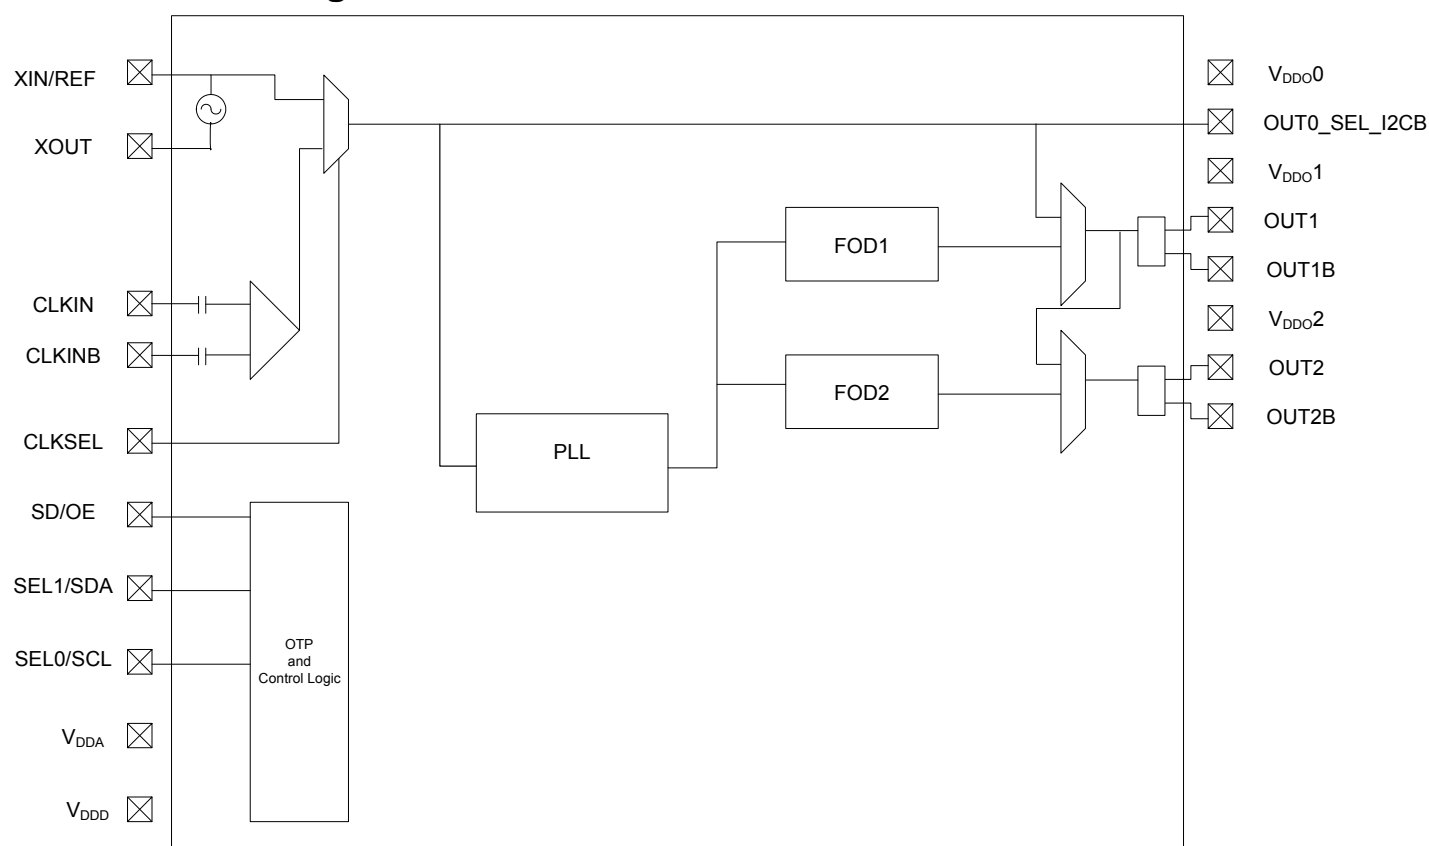 XIN/REF
XOUT
CLKIN
CLKINB
CLKSEL
SD/OE
SEL1/SDA
SEL0/SCL
VDDA
VDDD
OTP
and
Control Logic
PLL
FOD1
FOD2
VDDO0
OUT0_SEL_I2CB
VDDO1
OUT1
OUT1B
VDDO2
OUT2
OUT2B